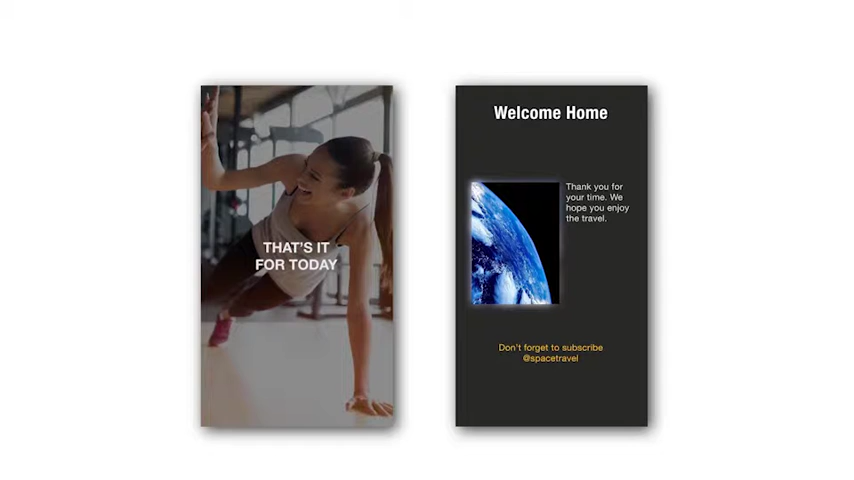 THAT'S IT
FOR TODAY
Welcome Home
Thank you for
your time. We
hope you enjoy
the travel.
Don't forget to subscribe
@spacetravel